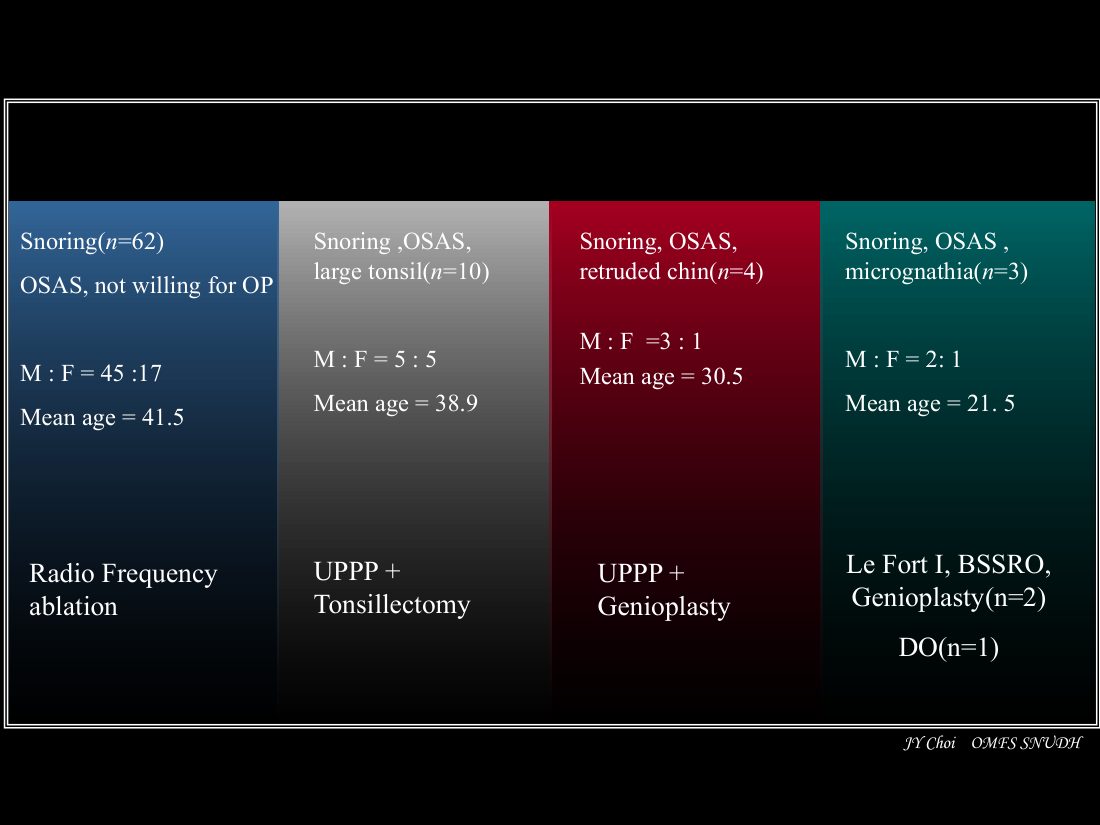 Snoring(n=62)
OSAS, not willing for OP
M : F = 45 :17
Mean age = 41.5
Radio Frequency
ablation
Snoring ,OSAS,
large tonsil(n=10)
M : F = 5 : 5
Mean age = 38.9
UPPP +
Tonsillectomy
Snoring, OSAS,
retruded chin(n=4)
M : F  =3 : 1
Mean age = 30.5
UPPP +
Genioplasty
Snoring, OSAS ,
micrognathia(n=3)
M : F = 2: 1
Mean age = 21. 5
Le Fort I, BSSRO,
Genioplasty(n=2)
DO(n=1)
JY Choi   OMFS SNUDH